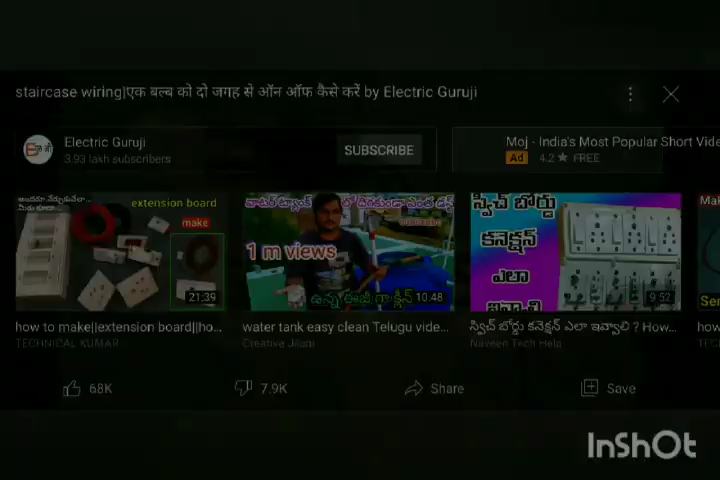 staircase wiring|एक बल्ब को दो जगह से ऑन ऑफ कैसे करें by Electric Guruji
Electric Guruji
3.93 lakh subscribers
SUBSCRIBE
Moj - India's Most Popular Short Vide
Ad 4.2 ★ FREE
extension board
make
21:39
1 m views
10:48
స్విచ్ బోర్డు
కనెక్షన్
ఎలా
ఇవ్వాలి
9:52
how to make||extension board||ho...
TECHNICAL KUMAR
water tank easy clean Telugu vide...
Creative Jilani
స్విచ్ బోర్డు కనెక్షన్ ఎలా ఇవ్వాలి ? How...
Naveen Tech Help
how
68K
7.9K
Share
Save
InShOt